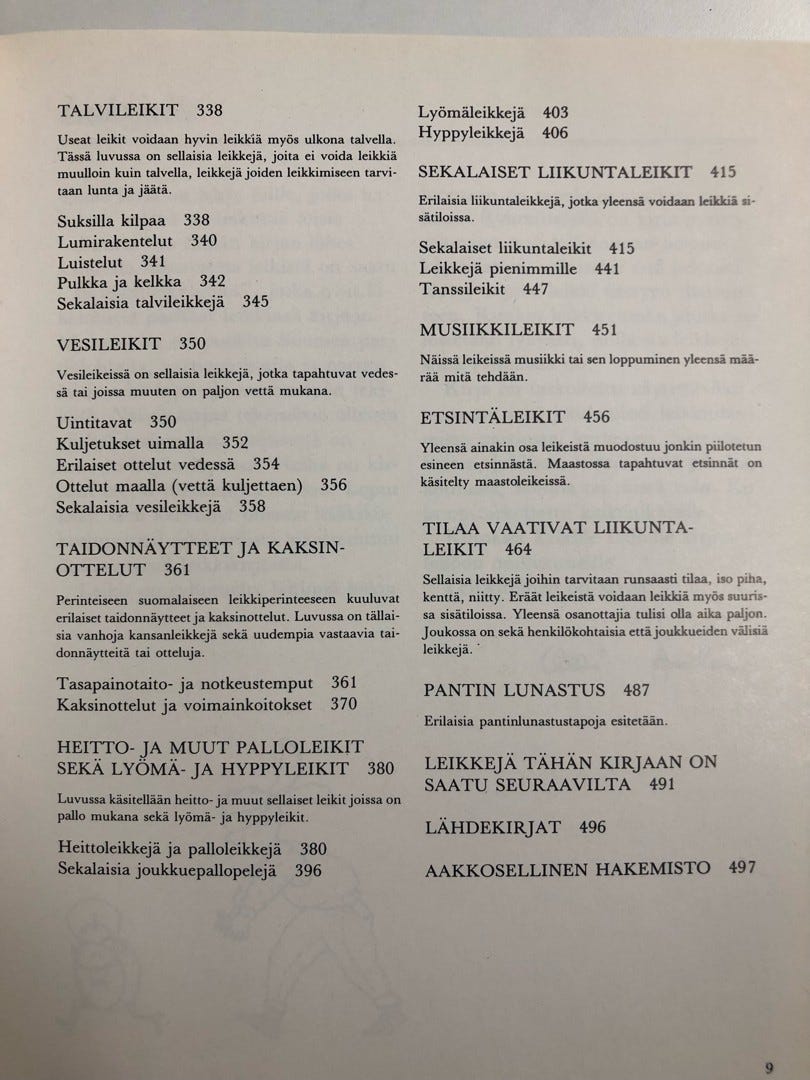 TALVILEIKIT 338
Useat leikit voidaan hyvin leikkiä myös ulkona talvella.
Tässä luvussa on sellaisia leikkejä, joita ei voida leikkiä
muulloin kuin talvella, leikkejä joiden leikkimiseen tarvi-
taan lunta ja jäätä.
Suksilla kilpaa 338
Lumirakentelut 340
Luistelut 341
Pulkka ja kelkka 342
Sekalaisia talvileikkejä 345
VESILEIKIT 350
Vesileikeissä on sellaisia leikkejä, jotka tapahtuvat vedes-
sä tai joissa muuten on paljon vettä mukana.
Uintitavat 350
Kuljetukset uimalla 352
Erilaiset ottelut vedessä 354
Ottelut maalla (vettä kuljettaen) 356
Sekalaisia vesileikkejä 358
TAIDONNÄYTTEET JA KAKSIN-
OTTELUT 361
Perinteiseen suomalaiseen leikkiperinteeseen kuuluvat
erilaiset taidonnäytteet ja kaksinottelut. Luvussa on tällai-
sia vanhoja kansanleikkejä sekä uudempia vastaavia tai-
donnäytteitä tai otteluja.
Tasapainotaito- ja notkeustemput 361
Kaksinottelut ja voimainkoitokset 370
HEITTO- JA MUUT PALLOLEIKIT
SEKÄ LYÖMÄ- JA HYPPYLEIKIT 380
Luvussa käsitellään heitto- ja muut sellaiset leikit joissa on
pallo mukana sekä lyömä- ja hyppyleikit.
Heittoleikkejä ja palloleikkejä 380
Sekalaisia joukkuepallopelejä 396
Lyömäleikkejä 403
Hyppyleikkejä 406
SEKALAISET LIIKUNTALEIKIT 415
Erilaisia liikuntaleikkejä, jotka yleensä voidaan leikkiä si-
sätiloissa.
Sekalaiset liikuntaleikit 415
Leikkejä pienimmille 441
Tanssileikit 447
MUSIIKKILEIKIT 451
Näissä leikeissä musiikki tai sen loppuminen yleensä mää-
rää mitä tehdään.
ETSINTÄLEIKIT 456
Yleensä ainakin osa leikeistä muodostuu jonkin piilotetun
esineen etsinnästä. Maastossa tapahtuvat etsinnät on
käsitelty maastoleikeissä.
TILAA VAATIVAT LIIKUNTA-
LEIKIT 464
Sellaisia leikkejä joihin tarvitaan runsaasti tilaa, iso piha,
kenttä, niitty. Eräät leikeistä voidaan leikkiä myös suuris-
sa sisätiloissa. Yleensä osanottajia tulisi olla aika paljon.
Joukossa on sekä henkilökohtaisia että joukkueiden välisiä
leikkejä.
PANTIN LUNASTUS 487
Erilaisia pantinlunastustapoja esitetään.
LEIKKEJÄ TÄHÄN KIRJAAN ON
SAATU SEURAAVILTA 491
LÄHDEKIRJAT 496
AAKKOSELLINEN HAKEMISTO 497
9